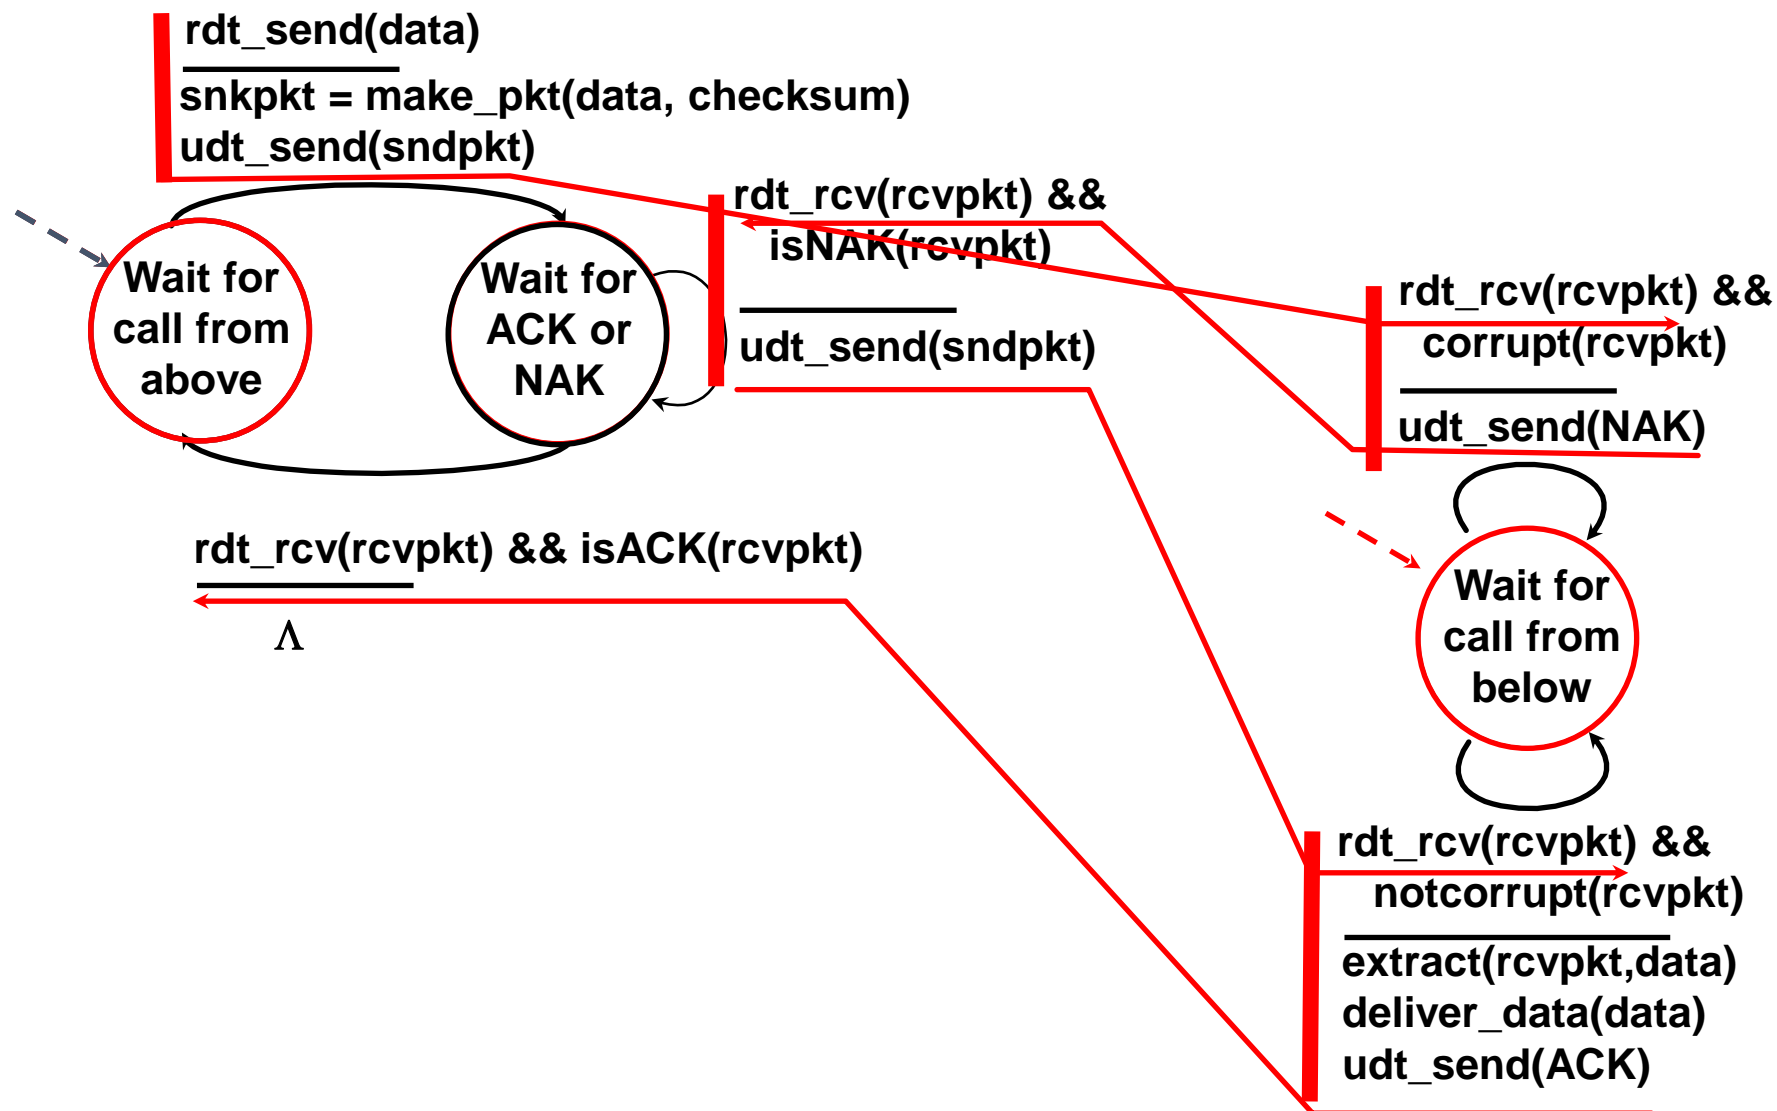 rdt_send(data)
snkpkt = make_pkt(data, checksum)
udt_send(sndpkt)
rdt_rcv(rcvpkt) &&
isNAK(rcvpkt)
udt_send(sndpkt)
Wait for
call from
above
Wait for
ACK or
NAK
rdt_rcv(rcvpkt) && isACK(rcvpkt)
Λ
rdt_rcv(rcvpkt) &&
corrupt(rcvpkt)
udt_send(NAK)
Wait for
call from
below
rdt_rcv(rcvpkt) &&
notcorrupt(rcvpkt)
extract(rcvpkt,data)
deliver_data(data)
udt_send(ACK)